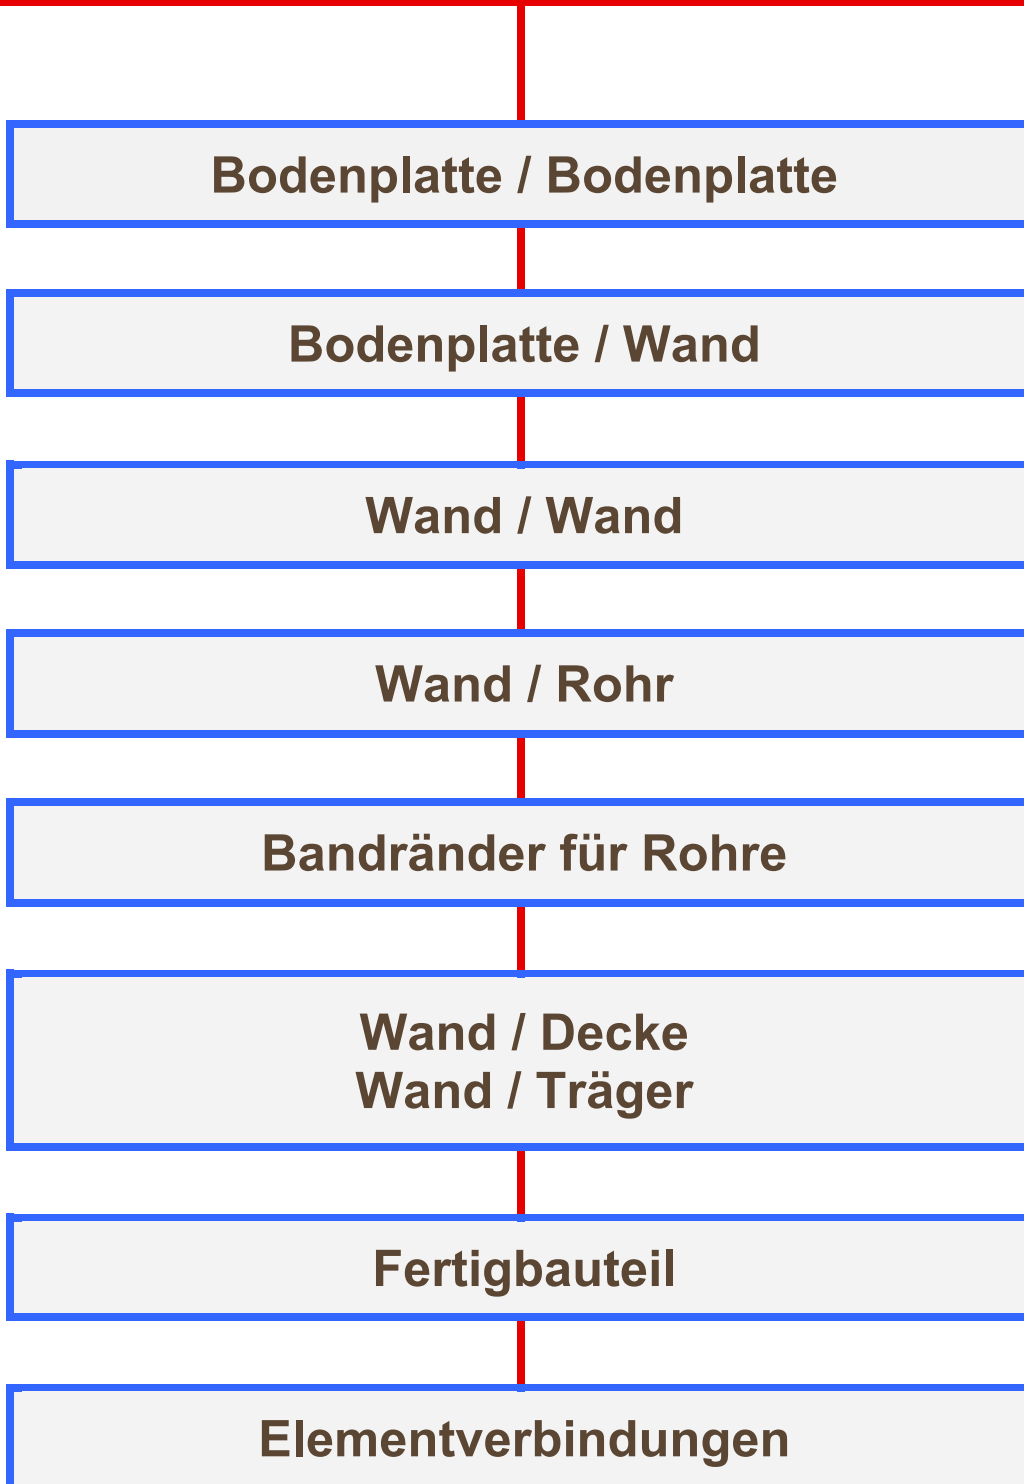 Bodenplatte / Bodenplatte
Bodenplatte / Wand
Wand / Wand
Wand / Rohr
Bandränder für Rohre
Wand / Decke
Wand / Träger
Fertigbauteil
Elementverbindungen